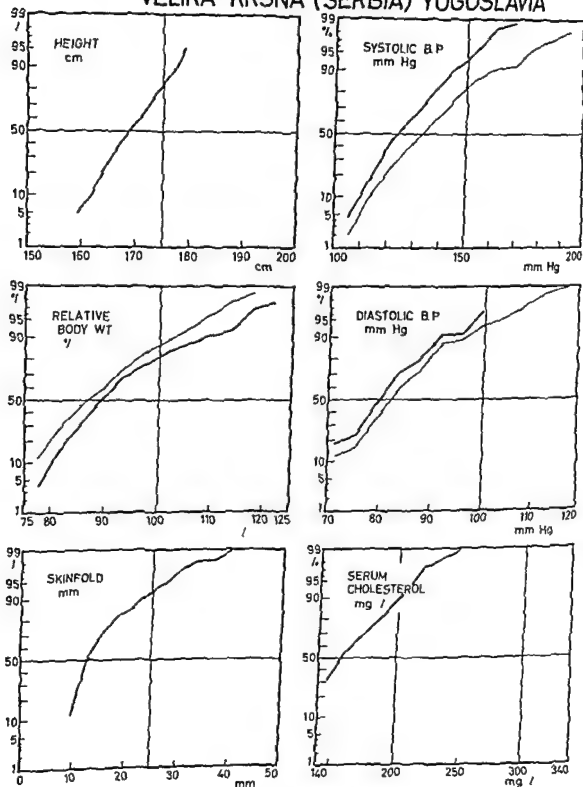 VELIKA KRSNA (SERBIA) YUGOSLAVIA
l
99
95
90
50
10
5
1
HEIGHT
cm
150 160 170 180 190 200
cm
%
99
95
90
50
10
5
1
SYSTOLIC B.P
mm Hg
100 150 200
mm Hg
°/
99
95
90
50
10
5
1
RELATIVE
BODY WT
°/
75 80 90 100 110 120 125
l
°/
99
95
90
50
10
5
1
DIASTOLIC B.P
mm Hg
70 80 90 100 110 120
mm Hg
99
l
95
90
50
10
5
1
SKINFOLD
mm
0 10 20 30 40 50
mm
99
95
90
50
10
5
1
SERUM
CHOLESTEROL
mg l
140 200 250 300 340
mg l